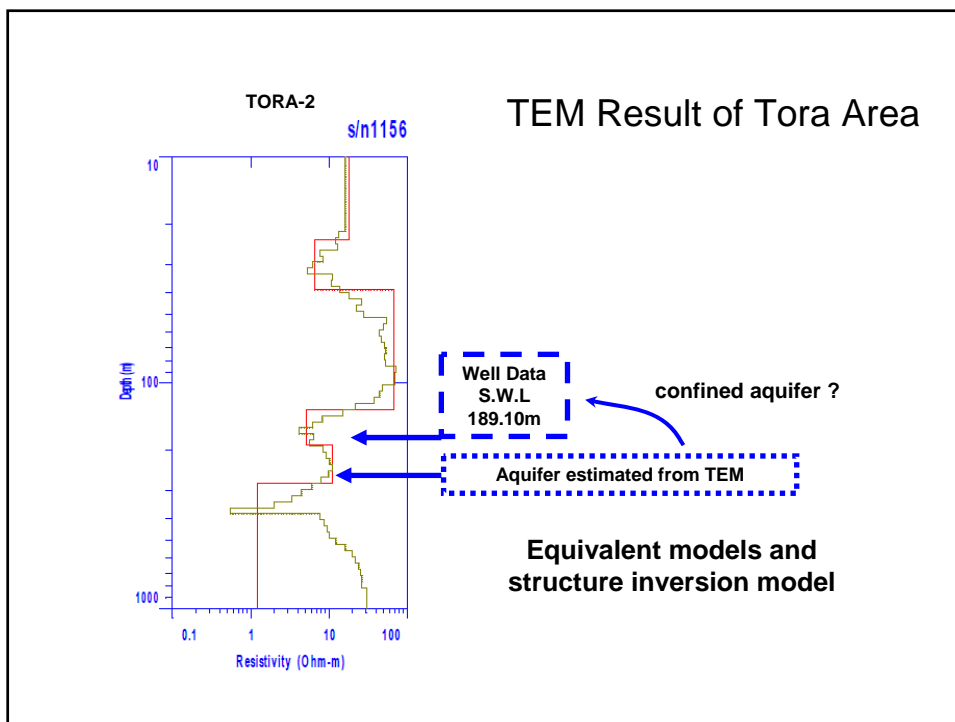 TEM Result of Tora Area
TORA-2
s/n1156
10
100
1000
Depth (m)
0.1
1
10
100
Resistivity (Ohm-m)
Well Data
S.W.L
189.10m
confined aquifer ?
Aquifer estimated from TEM
Equivalent models and
structure inversion model